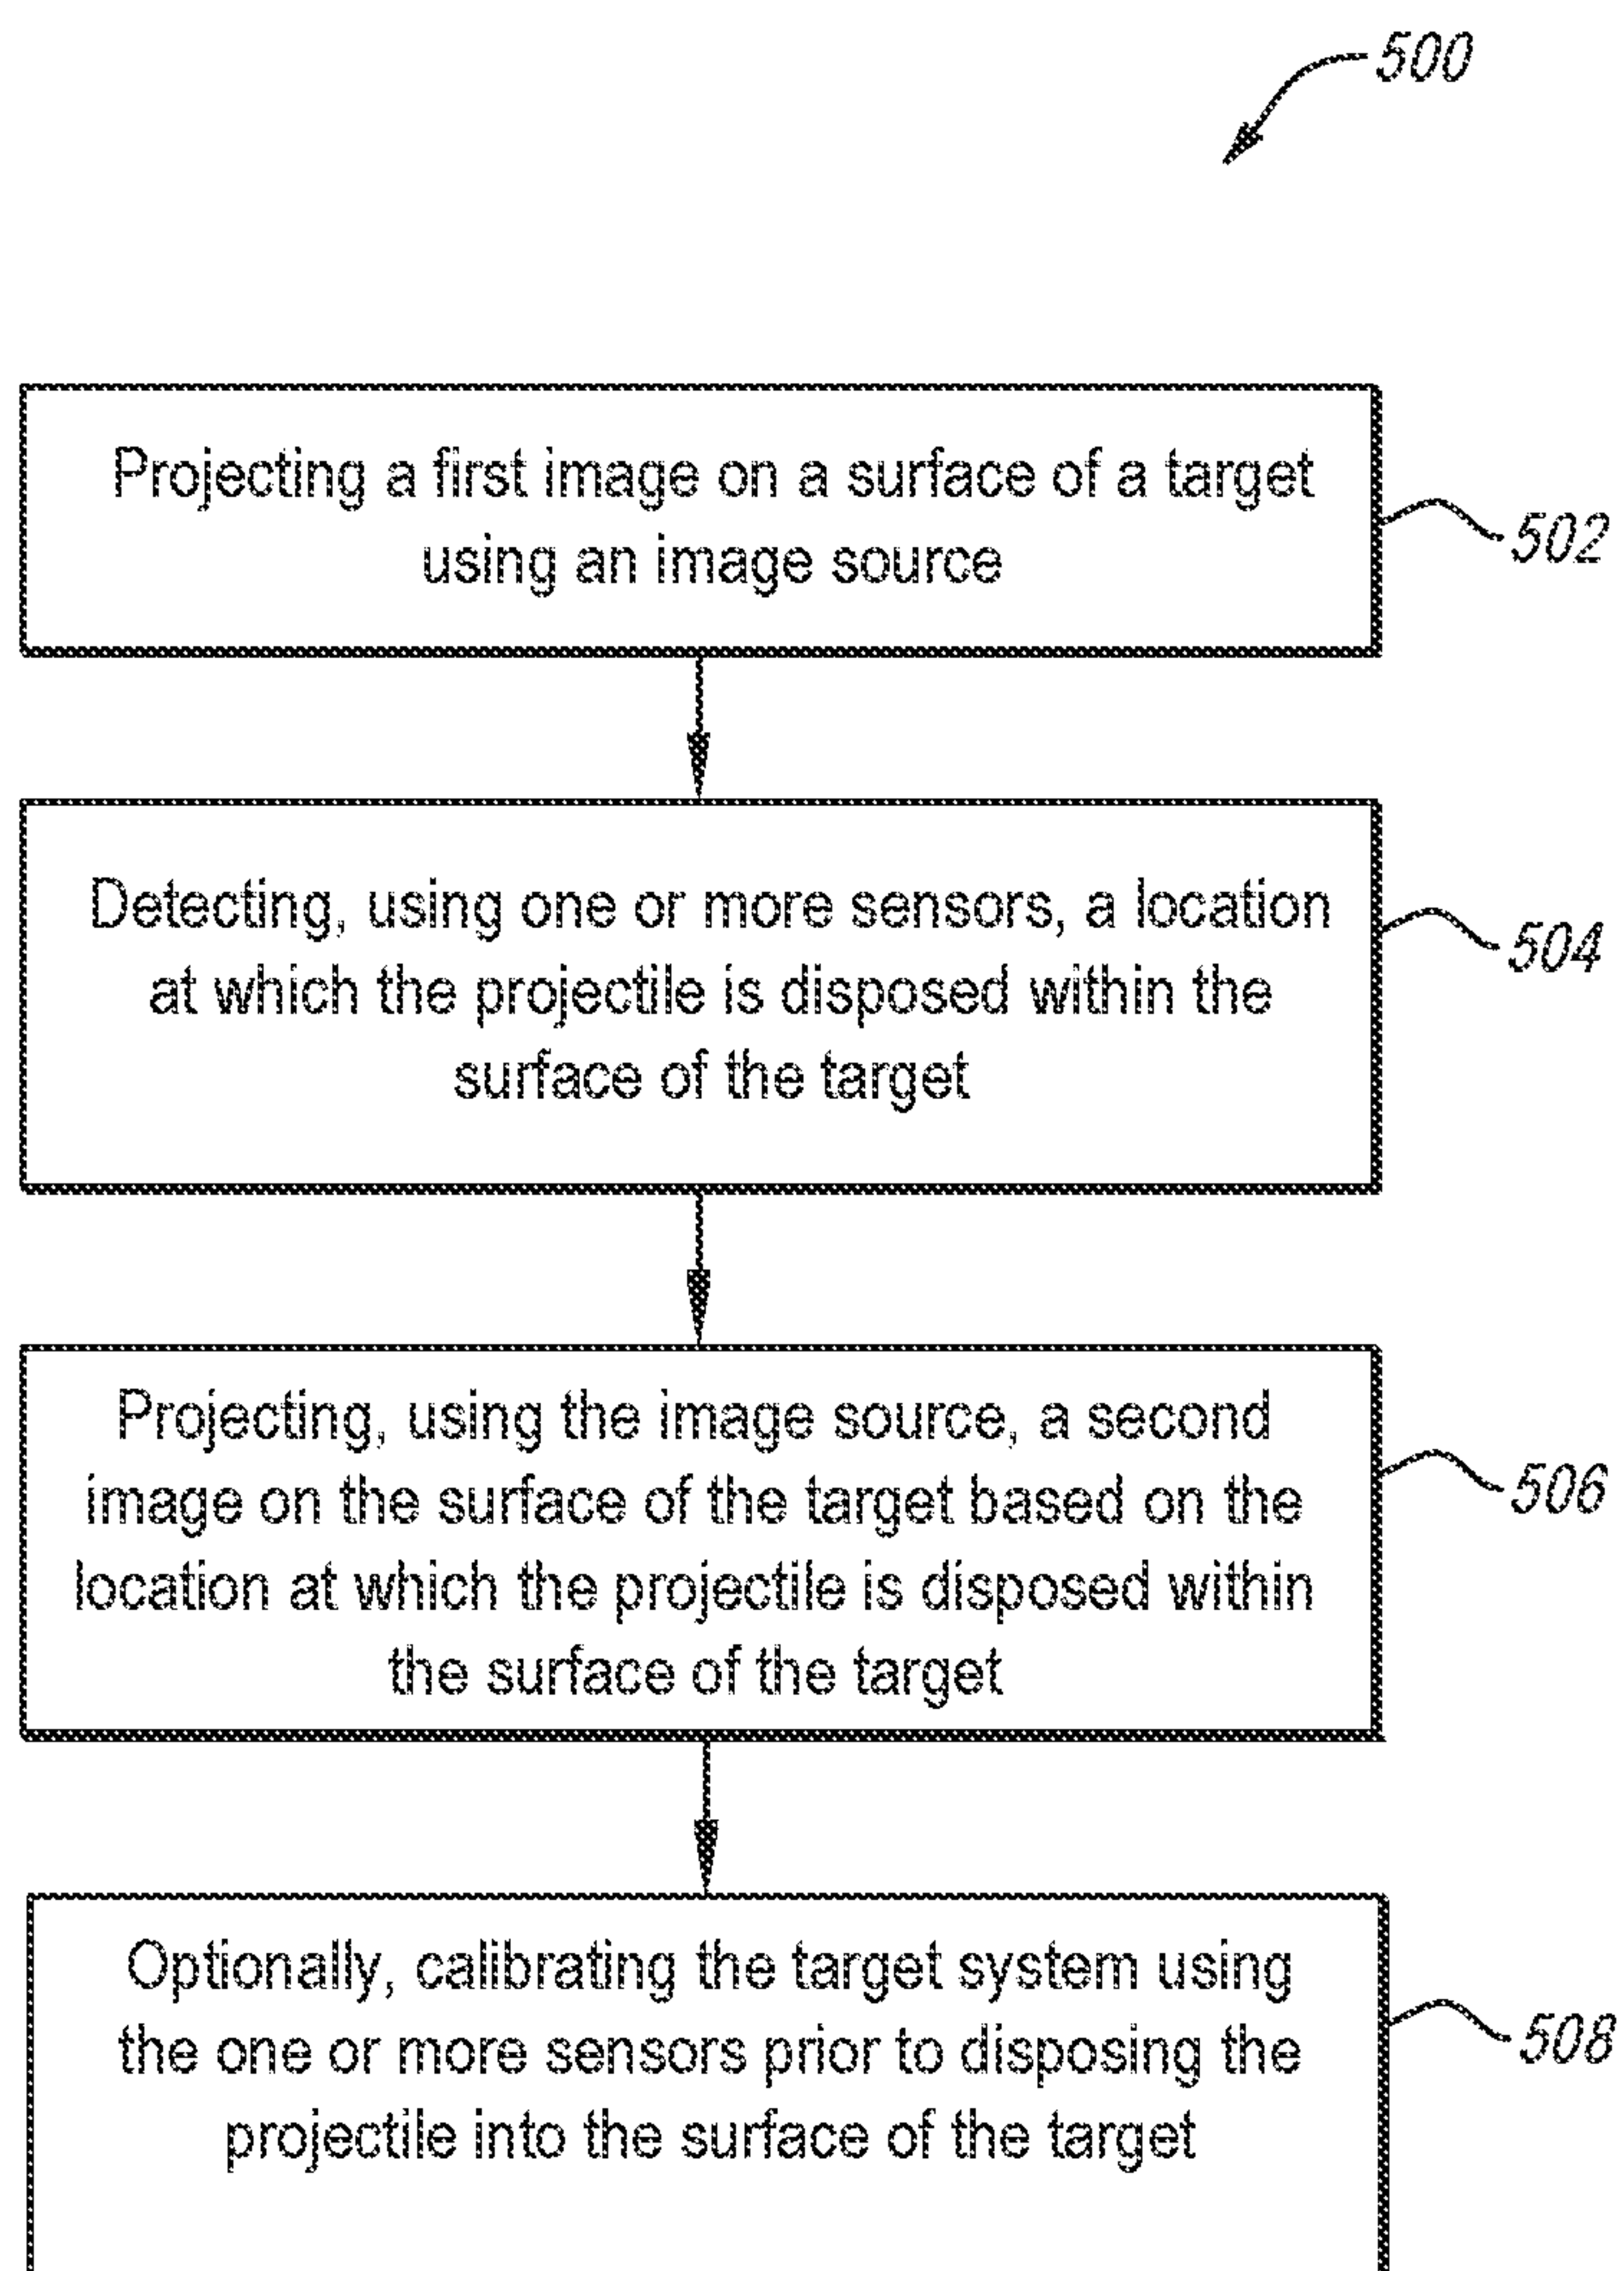 500
Projecting a first image on a surface of a target
using an image source
502
Detecting, using one or more sensors, a location
at which the projectile is disposed within the
surface of the target
504
Projecting, using the image source, a second
image on the surface of the target based on the
location at which the projectile is disposed within
the surface of the target
506
Optionally, calibrating the target system using
the one or more sensors prior to disposing the
projectile into the surface of the target
508